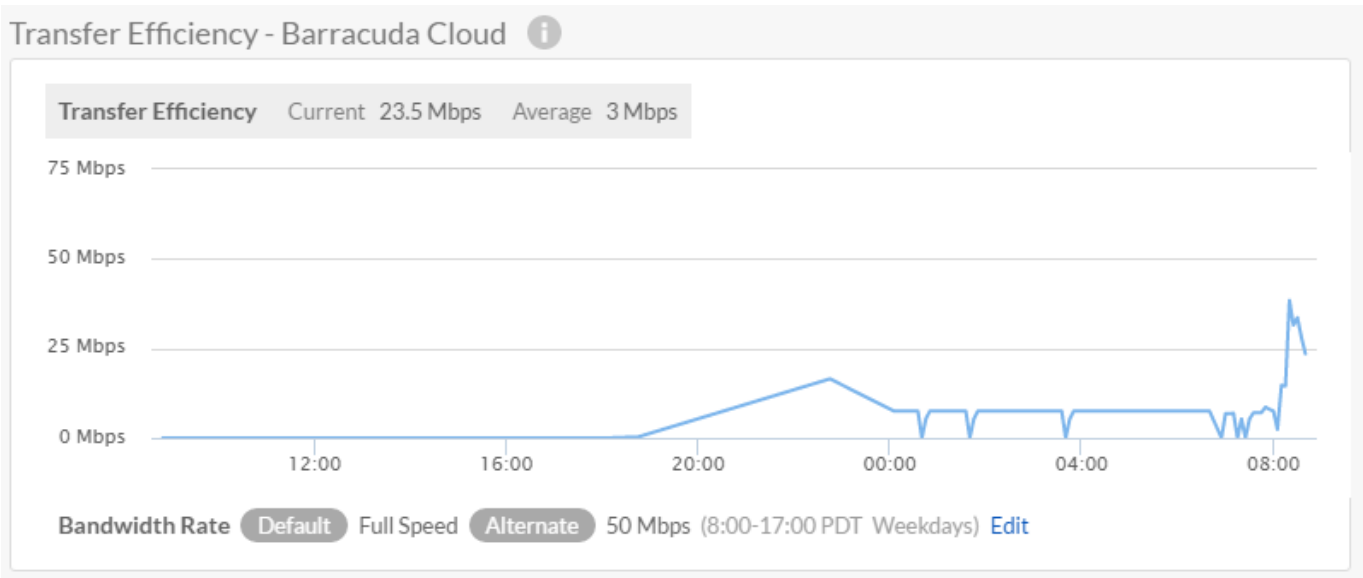 Transfer Efficiency - Barracuda Cloud i
Transfer Efficiency Current 23.5 Mbps Average 3 Mbps
75 Mbps
50 Mbps
25 Mbps
0 Mbps
12:00 16:00 20:00 00:00 04:00 08:00
Bandwidth Rate Default Full Speed Alternate 50 Mbps (8:00-17:00 PDT Weekdays) Edit